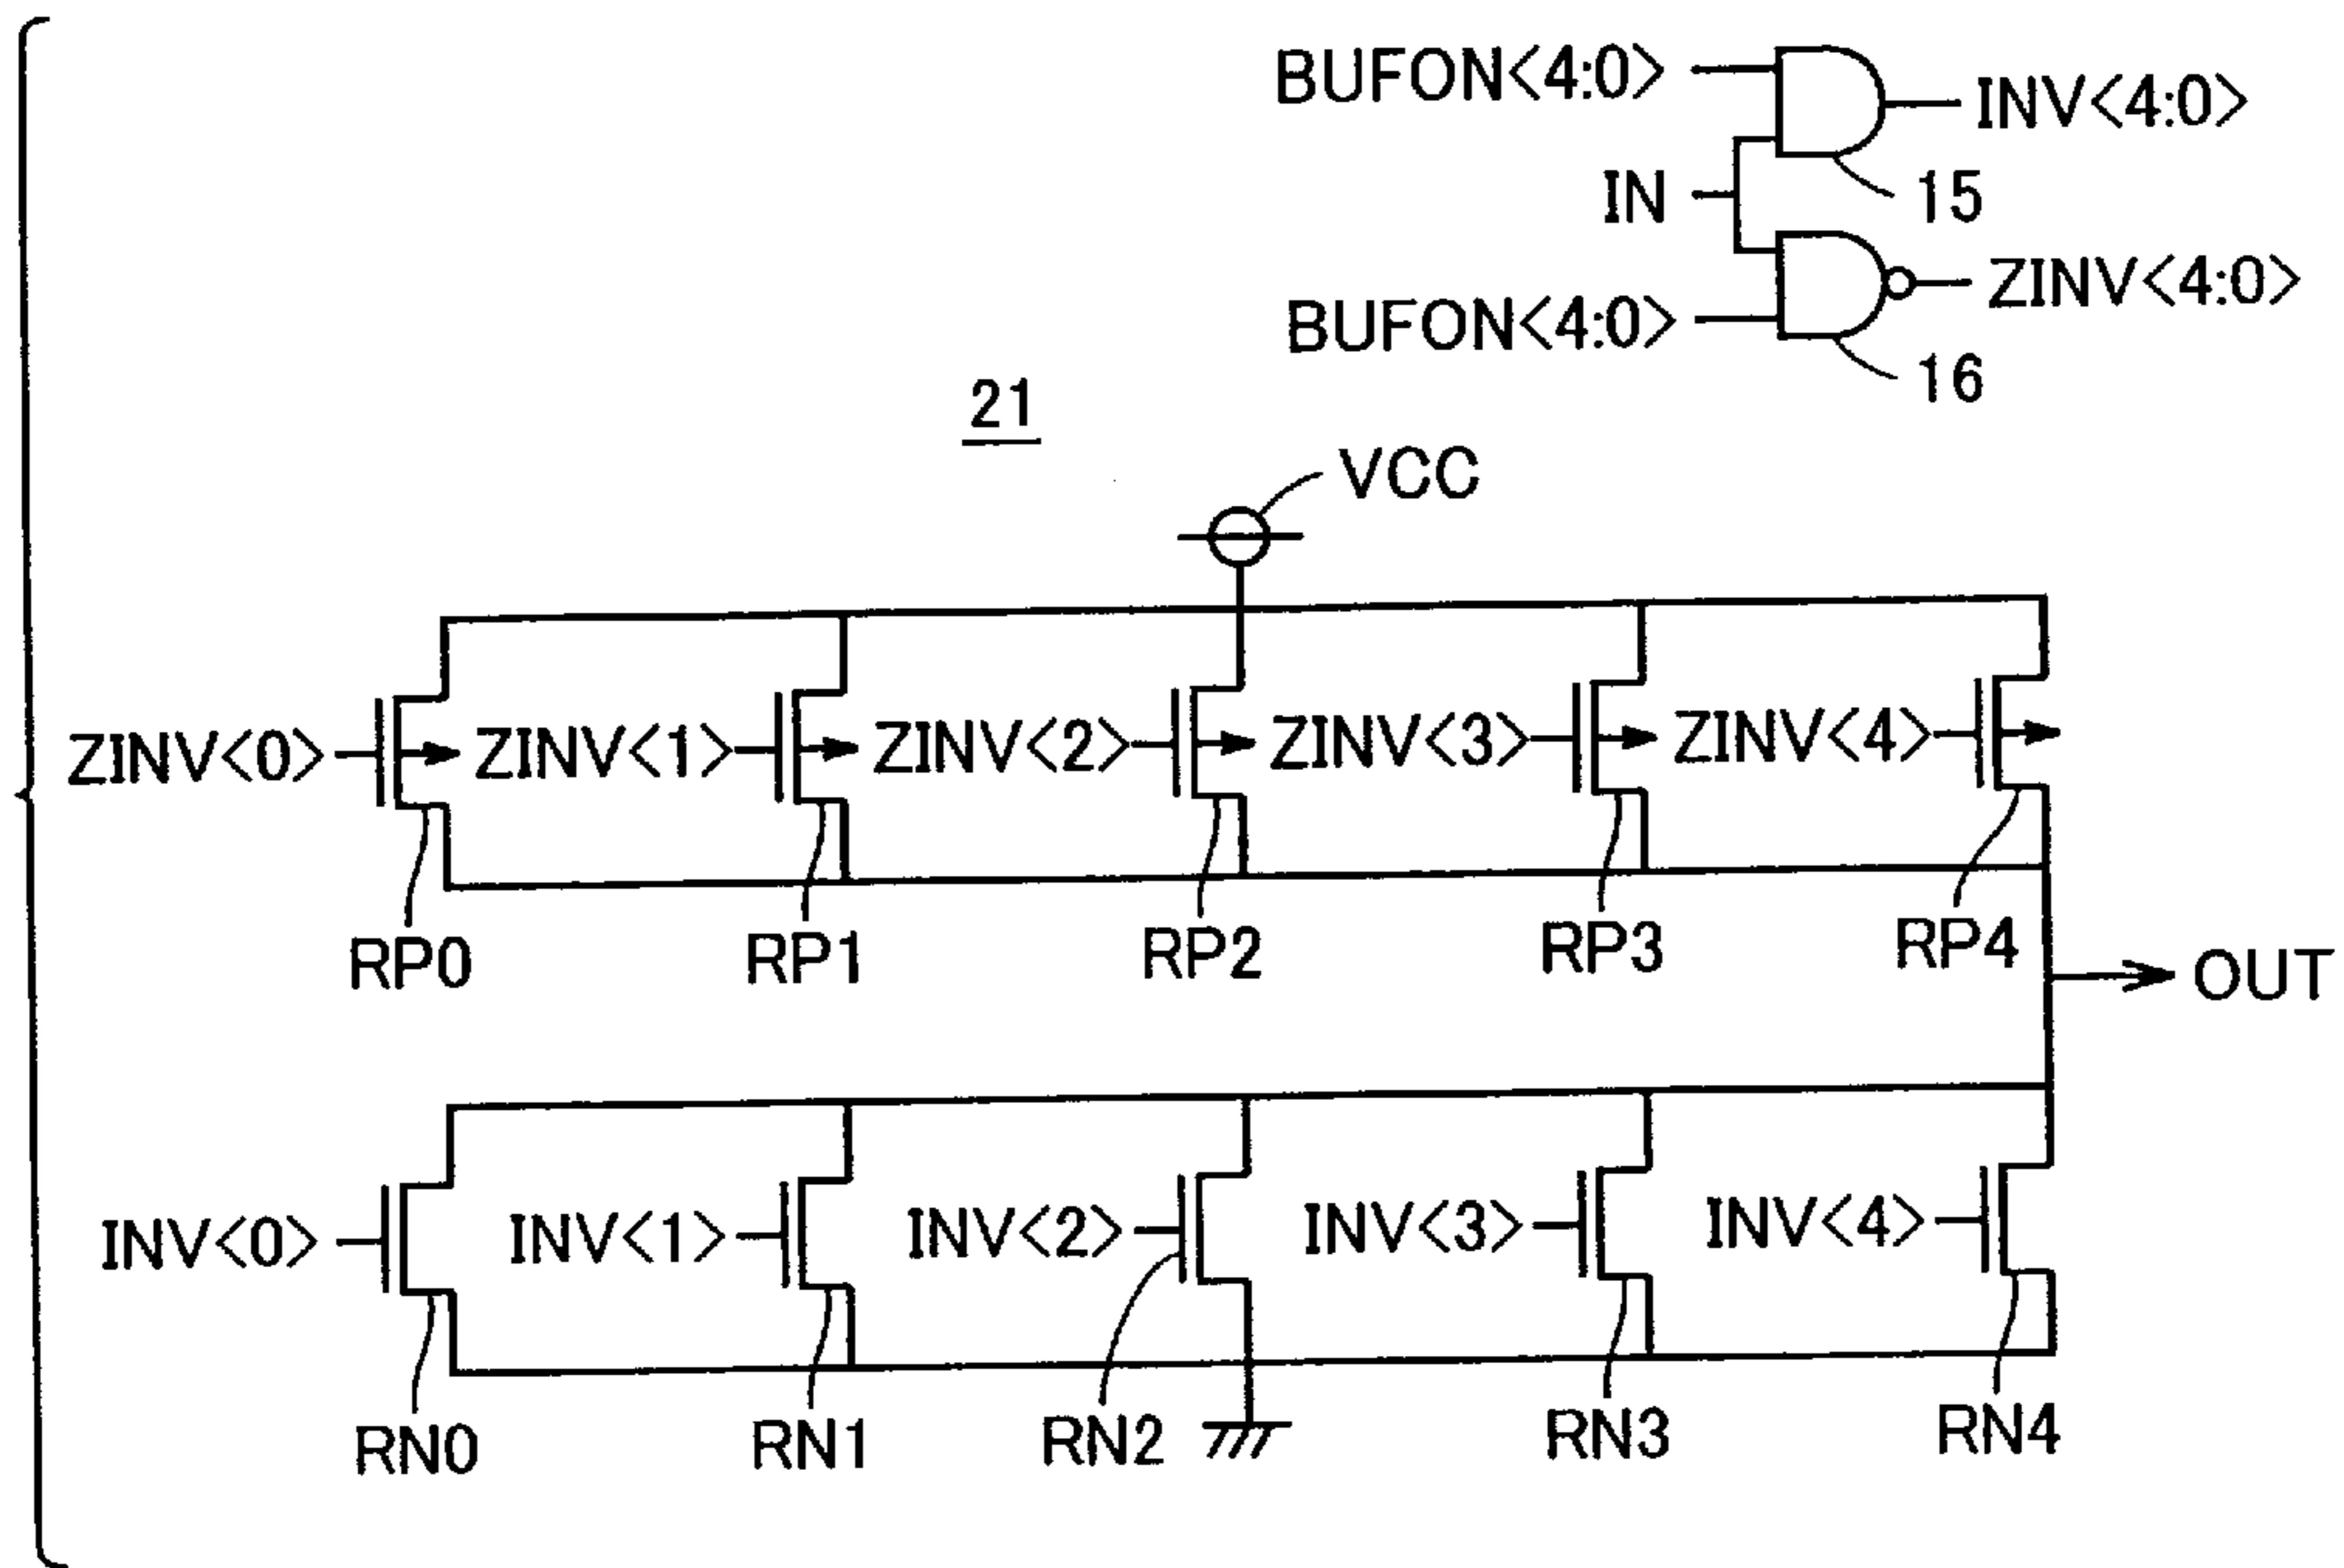 BUFON<4:0>
INV<4:0>
IN
15
ZINV<4:0>
BUFON<4:0>
16
21
VCC
ZINV<0>
ZINV<1>
ZINV<2>
ZINV<3>
ZINV<4>
RP0
RP1
RP2
RP3
RP4
OUT
INV<0>
INV<1>
INV<2>
INV<3>
INV<4>
RN0
RN1
RN2
RN3
RN4